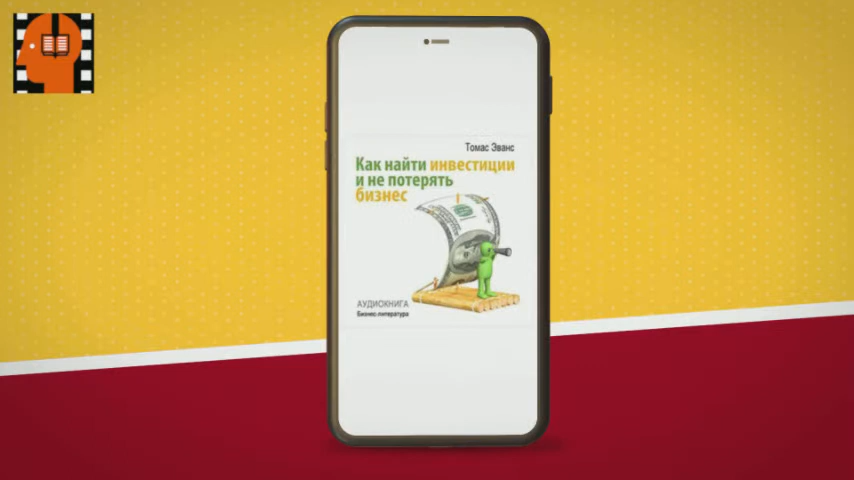 Томас Эванс
Как найти инвестиции
и не потерять
бизнес
АУДИОКНИГА
Бизнес литература